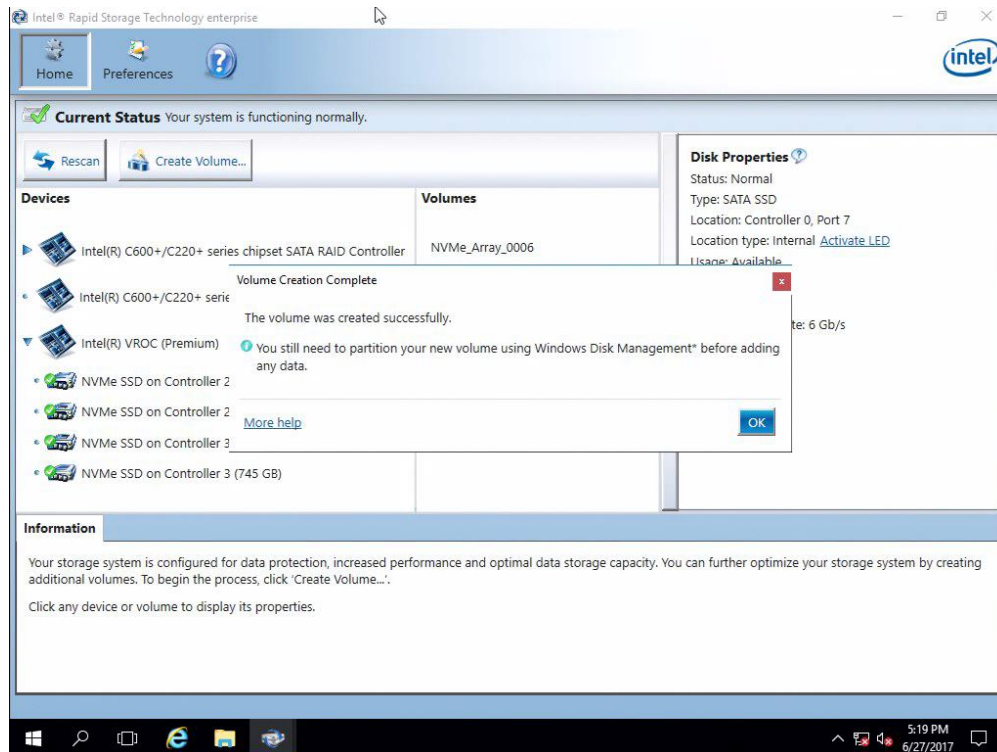 Intel® Rapid Storage Technology enterprise
Home
Preferences
intel
Current Status Your system is functioning normally.
Rescan
Create Volume...
Devices
Volumes
Intel(R) C600+/C220+ series chipset SATA RAID Controller
NVMe_Array_0006
Intel(R) C600+/C220+ serie
Intel(R) VROC (Premium)
NVMe SSD on Controller 2
NVMe SSD on Controller 2
NVMe SSD on Controller 3
NVMe SSD on Controller 3 (745 GB)
Disk Properties
Status: Normal
Type: SATA SSD
Location: Controller 0, Port 7
Location type: Internal Activate LED
Usage: Available
te: 6 Gb/s
Volume Creation Complete
The volume was created successfully.
You still need to partition your new volume using Windows Disk Management* before adding
any data.
More help
OK
Information
Your storage system is configured for data protection, increased performance and optimal data storage capacity. You can further optimize your storage system by creating
additional volumes. To begin the process, click 'Create Volume...'.
Click any device or volume to display its properties.
5:19 PM
6/27/2017